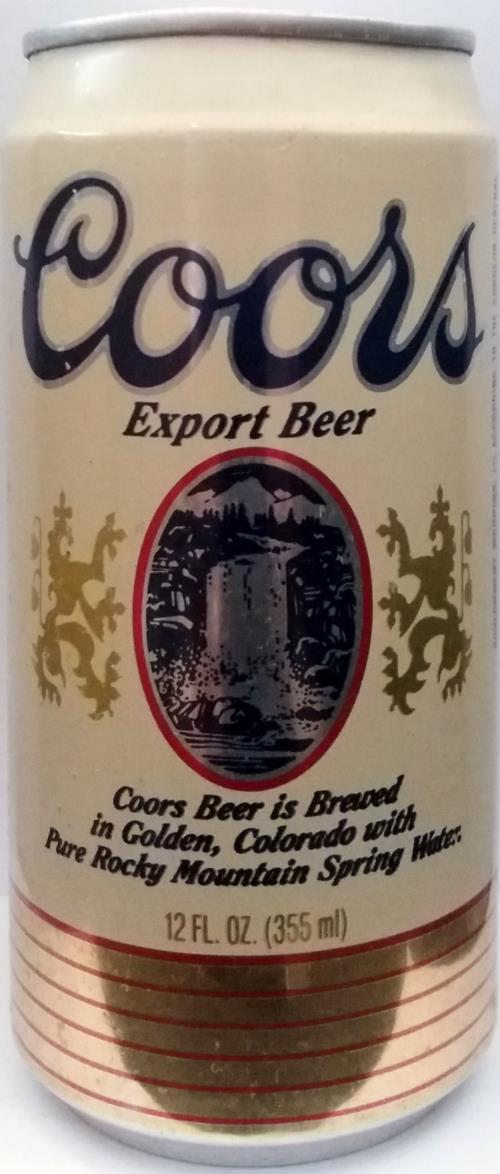 Coors
Export Beer
Coors Beer is Brewed
in Golden, Colorado with
Pure Rocky Mountain Spring Water.
12 FL. OZ. (355 ml)